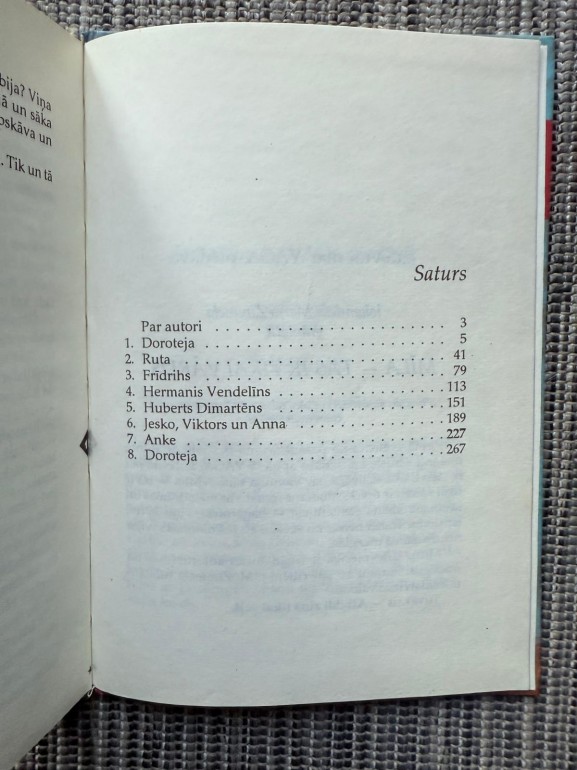 bija? Viņa
ā un sāka
oskāva un
. Tik un tā
Saturs
Par autori . . . . . . . . . . . . . . . . . . . . . . . 3
1. Doroteja . . . . . . . . . . . . . . . . . . . . . . . 5
2. Ruta . . . . . . . . . . . . . . . . . . . . . . . . . 41
3. Frīdrihs . . . . . . . . . . . . . . . . . . . . . . . 79
4. Hermanis Vendelīns . . . . . . . . . . . . . . . 113
5. Huberts Dimartēns . . . . . . . . . . . . . . . . 151
6. Jesko, Viktors un Anna . . . . . . . . . . . . . 189
7. Anke . . . . . . . . . . . . . . . . . . . . . . . . 227
8. Doroteja . . . . . . . . . . . . . . . . . . . . . . 267